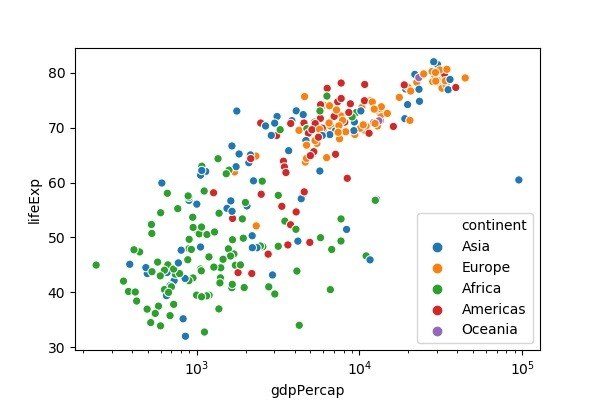 80
70
60
50
40
30
lifeExp
10³
10⁴
10⁵
gdpPercap
continent
Asia
Europe
Africa
Americas
Oceania